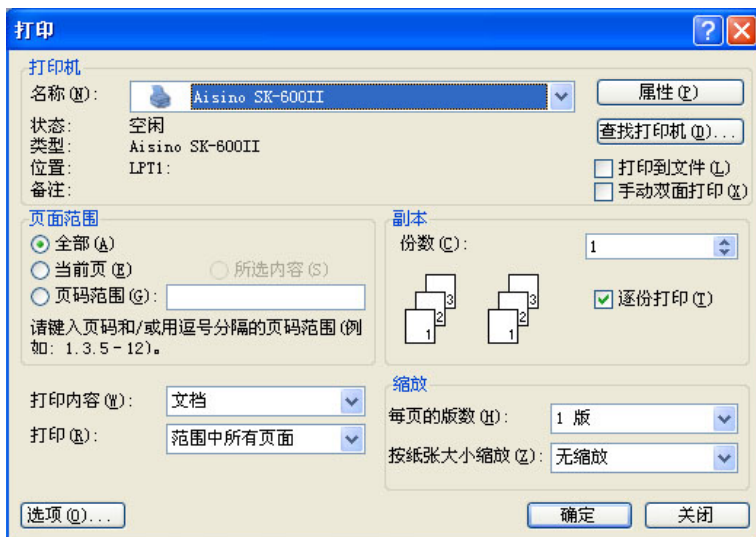 打印
打印机
名称(N): Aisino SK-600II 属性(P)
状态: 空闲
类型: Aisino SK-600II 查找打印机(D)...
位置: LPT1: 打印到文件(L)
备注: 手动双面打印(X)
页面范围
全部(A)
当前页(E) 所选内容(S)
页码范围(G):
请键入页码和/或用逗号分隔的页码范围(例
如: 1.3.5-12)。
副本
份数(C): 1
3 3
2 2
1 1
逐份打印(T)
打印内容(W): 文档
打印(R): 范围中所有页面
缩放
每页的版数(H): 1 版
按纸张大小缩放(Z): 无缩放
选项(O)... 确定 关闭